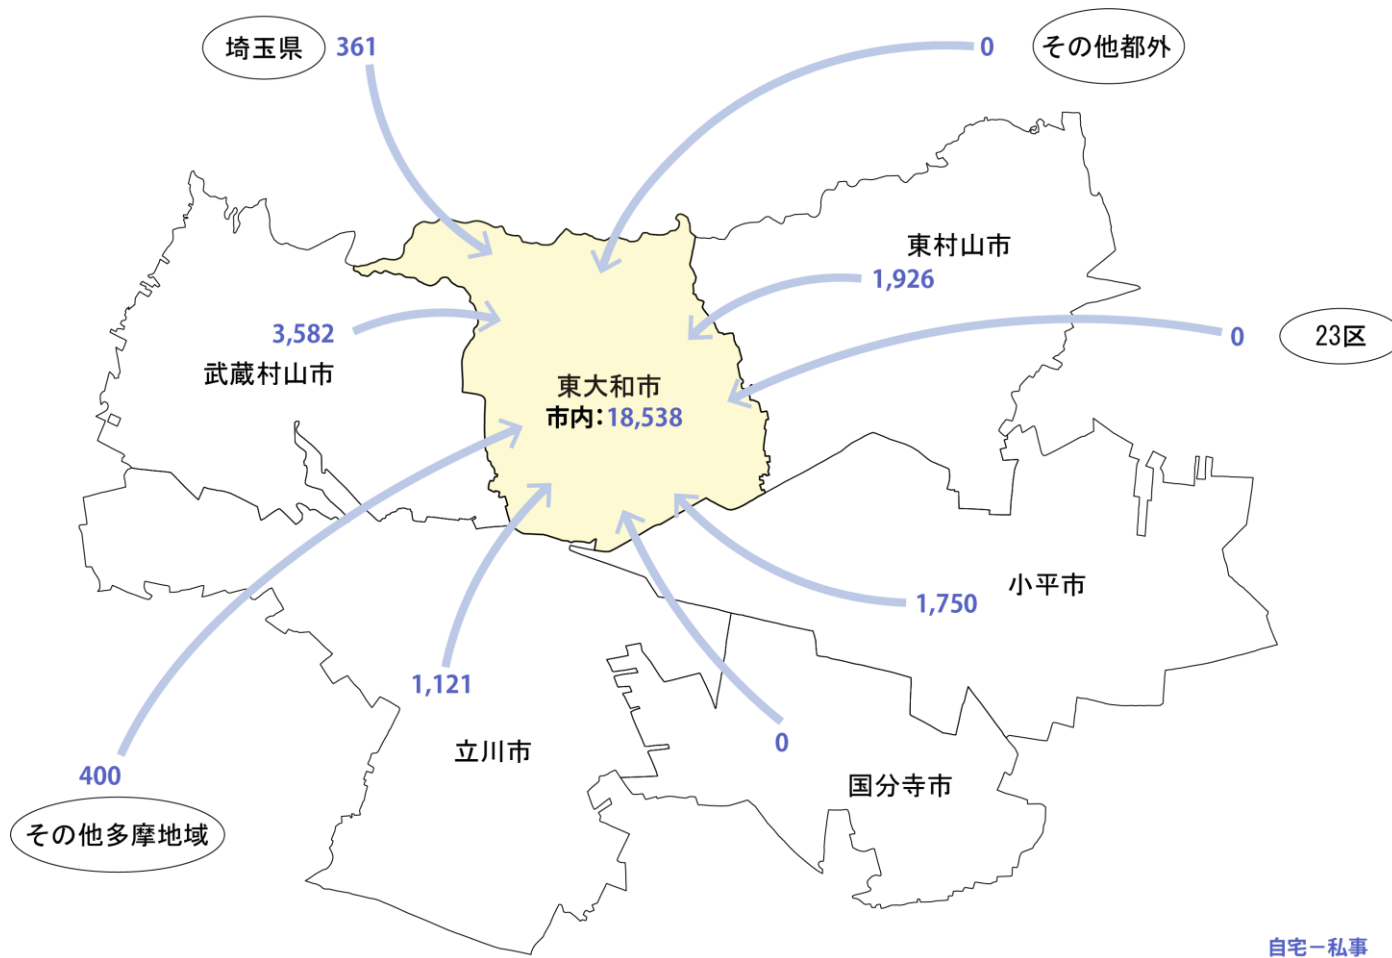 埼玉県
361
0
その他都外
東村山市
1,926
3,582
武蔵村山市
0
23区
東大和市
市内:18,538
小平市
1,750
1,121
立川市
0
国分寺市
400
その他多摩地域
自宅－私事